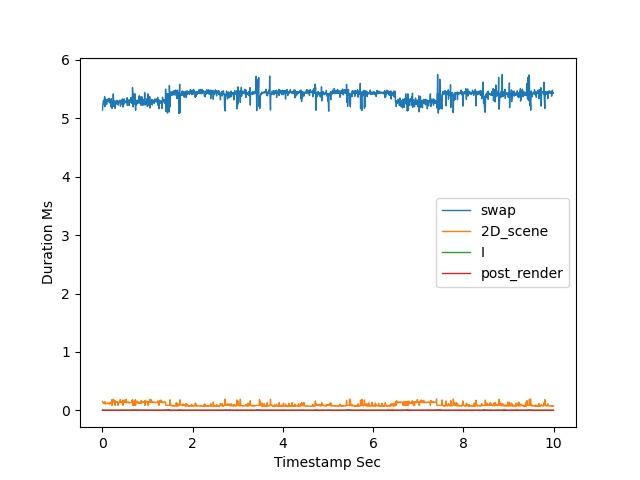 6
5
4
3
2
1
0
Duration Ms
swap
2D_scene
I
post_render
0 2 4 6 8 10
Timestamp Sec